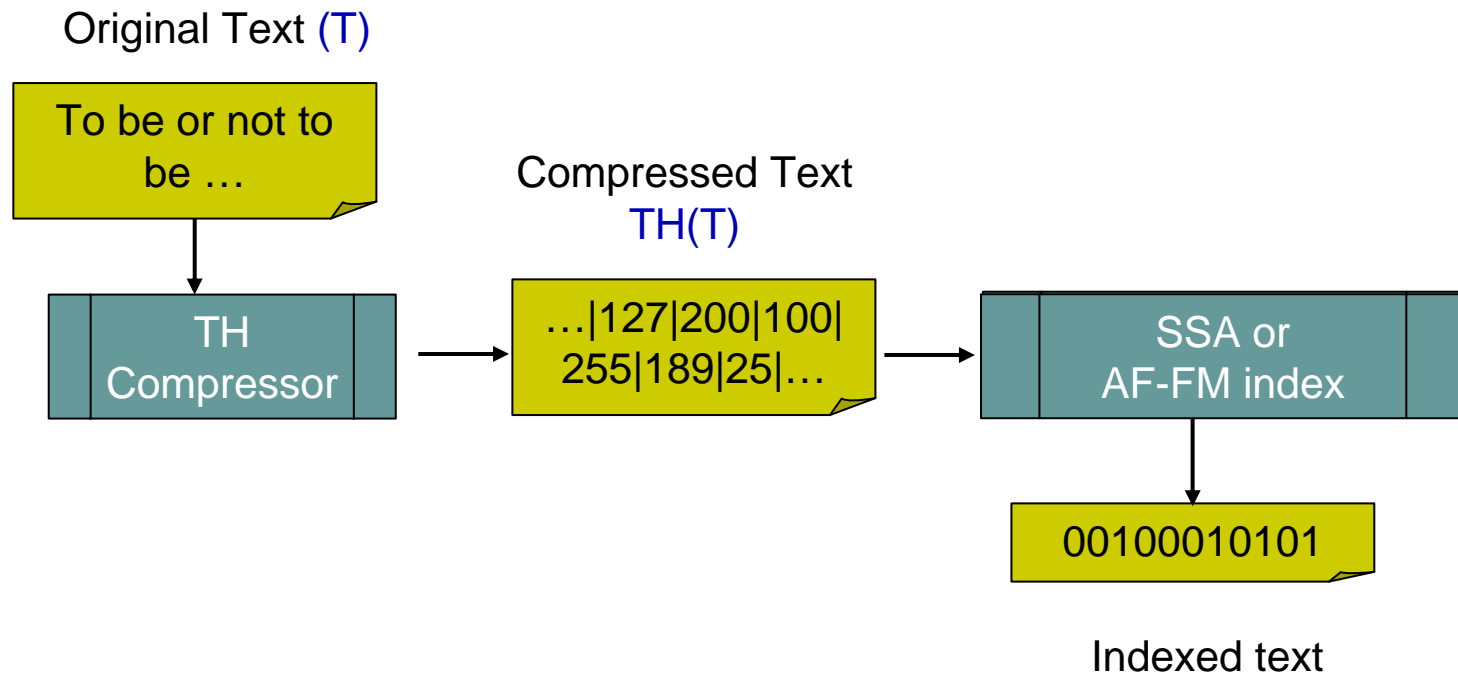 Original Text (T)
To be or not to
be …
TH
Compressor
Compressed Text
TH(T)
…|127|200|100|
255|189|25|…
SSA or
AF-FM index
00100010101
Indexed text